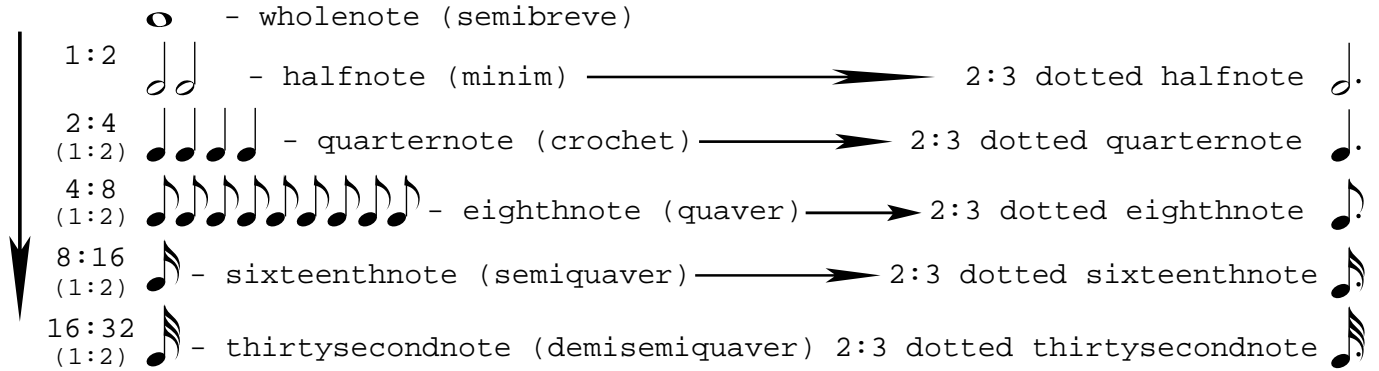 - wholenote (semibreve)
1:2 - halfnote (minim) 2:3 dotted halfnote
2:4 - quarternote (crochet) 2:3 dotted quarternote
(1:2)
4:8 - eighthnote (quaver) 2:3 dotted eighthnote
(1:2)
8:16 - sixteenthnote (semiquaver) 2:3 dotted sixteenthnote
(1:2)
16:32 - thirtysecondnote (demisemiquaver) 2:3 dotted thirtysecondnote
(1:2)